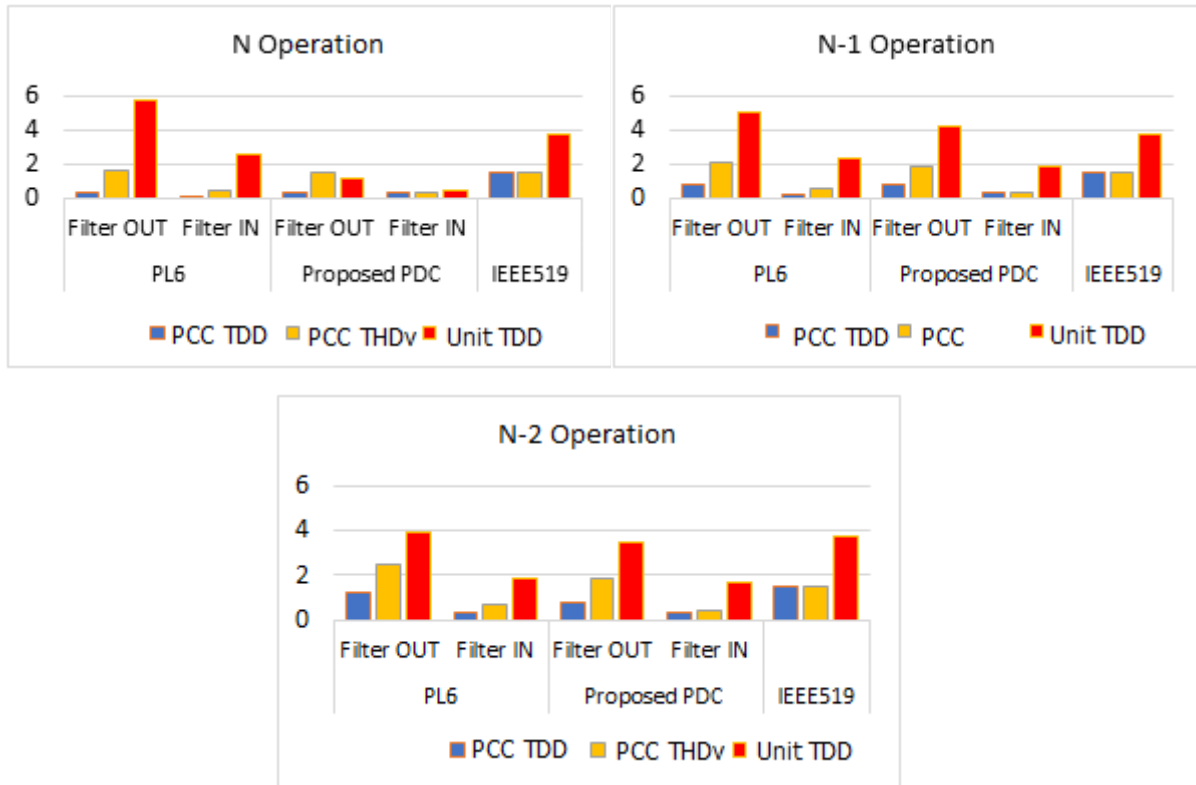 N Operation
6
4
2
0
Filter OUT Filter IN Filter OUT Filter IN
PL6 Proposed PDC IEEE519
PCC TDD PCC THDv Unit TDD
N-1 Operation
6
4
2
0
Filter OUT Filter IN Filter OUT Filter IN
PL6 Proposed PDC IEEE519
PCC TDD PCC Unit TDD
N-2 Operation
6
4
2
0
Filter OUT Filter IN Filter OUT Filter IN
PL6 Proposed PDC IEEE519
PCC TDD PCC THDv Unit TDD